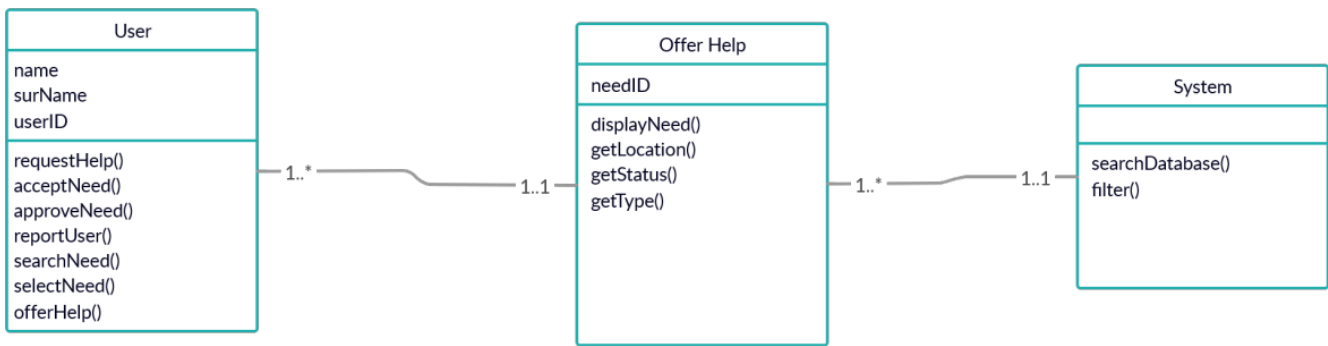 User
name
surName
userID
requestHelp()
acceptNeed()
approveNeed()
reportUser()
searchNeed()
selectNeed()
offerHelp()
1..*
1..1
Offer Help
needID
displayNeed()
getLocation()
getStatus()
getType()
1..*
1..1
System
searchDatabase()
filter()